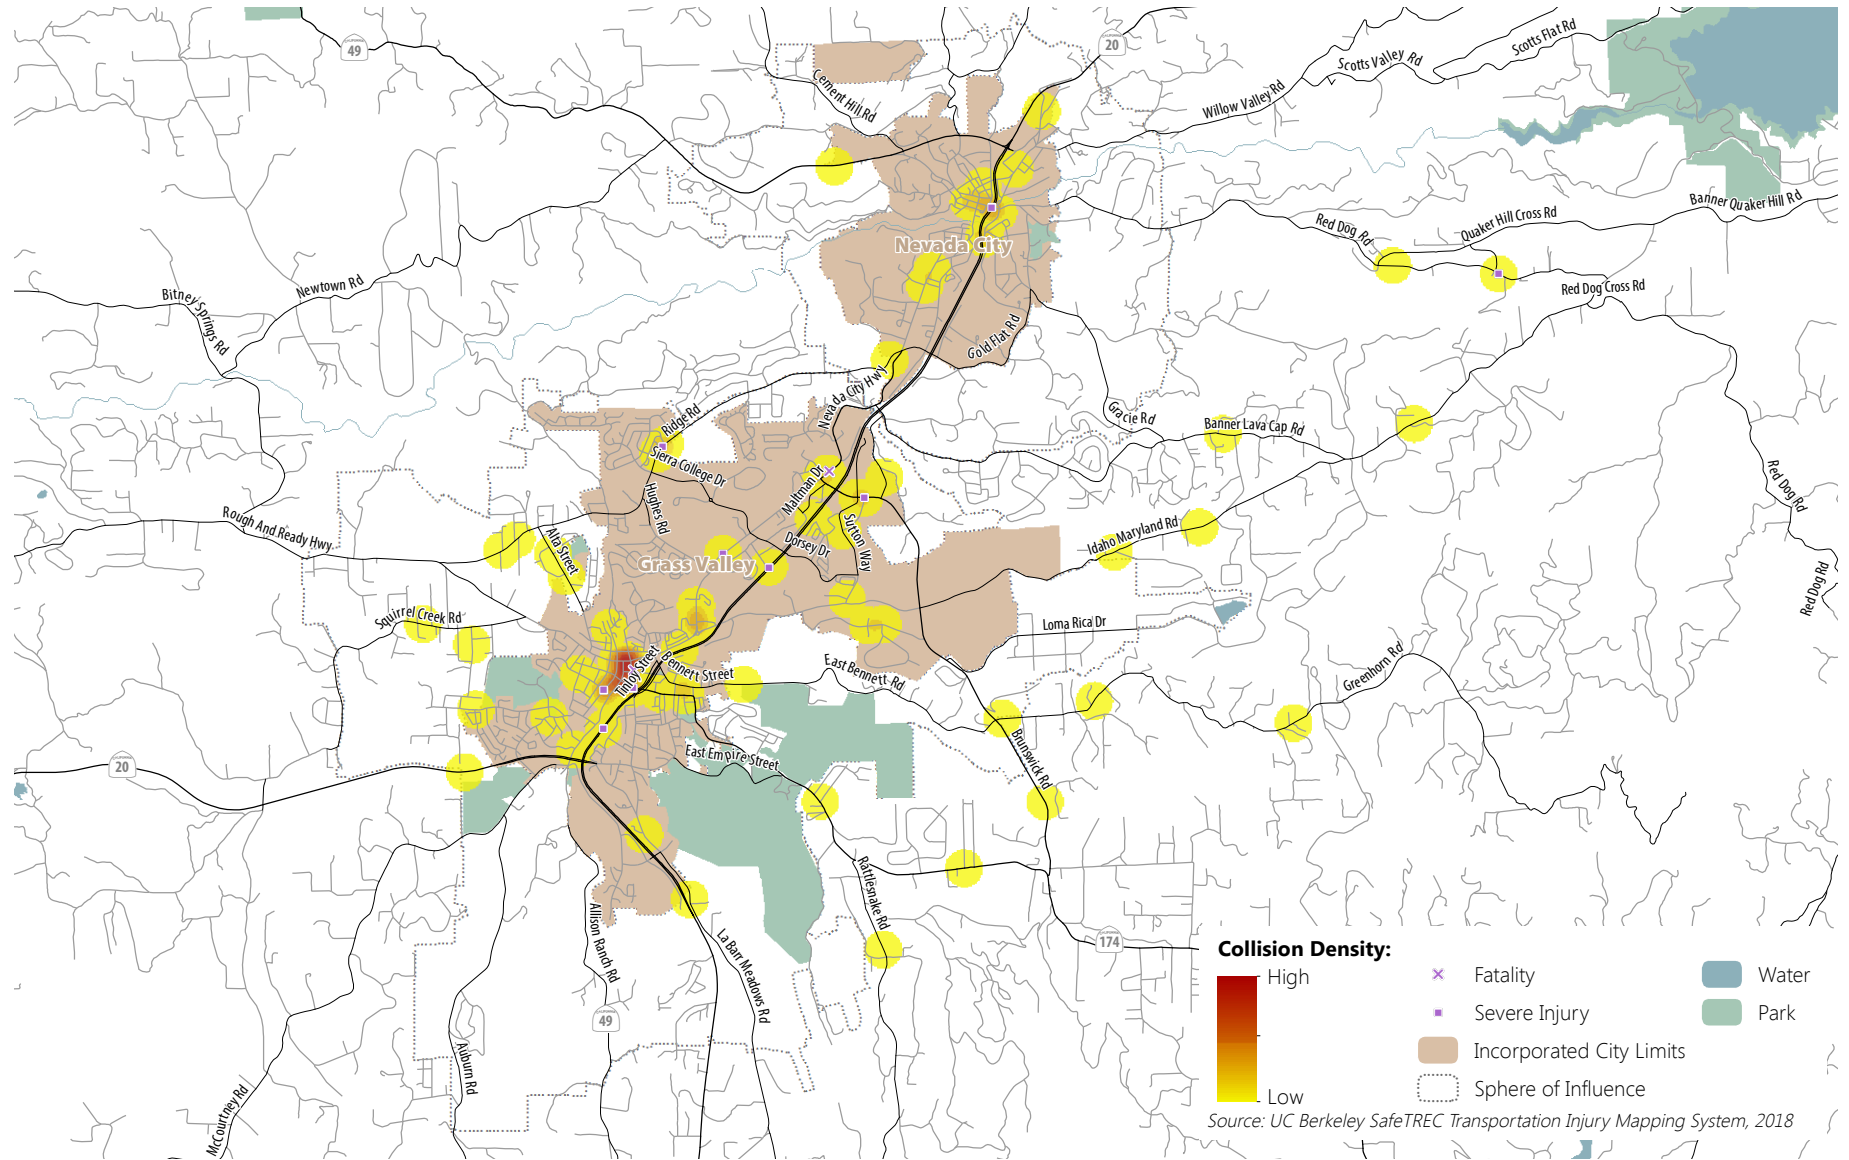 49
CALIFORNIA
20
Scotts Flat Rd
Scotts Valley Rd
Cement Hill Rd
Willow Valley Rd
Banner Quaker Hill Rd
Quaker Hill Cross Rd
Red Dog Rd
Nevada City
Newtown Rd
Bitney Springs Rd
Red Dog Cross Rd
Gold Flat Rd
Nevada City Hwy
Ridge Rd
Gracie Rd
Banner Lava Cap Rd
Sierra College Dr
Maltman Dr
Red Dog Rd
Hughes Rd
Rough And Ready Hwy
Alta Street
Sutton Way
Dorsey Dr
Idaho Maryland Rd
Grass Valley
Red Dog Rd
Squirrel Creek Rd
Loma Rica Dr
Tinloy Street
Bennett Street
East Bennett Rd
Greenhorn Rd
East Empire Street
Brunswick Rd
20
Rattlesnake Rd
Allison Ranch Rd
La Barr Meadows Rd
174
49
Auburn Rd
McCourtney Rd
Collision Density:
High
Low
Fatality
Severe Injury
Incorporated City Limits
Sphere of Influence
Water
Park
Source: UC Berkeley SafeTREC Transportation Injury Mapping System, 2018